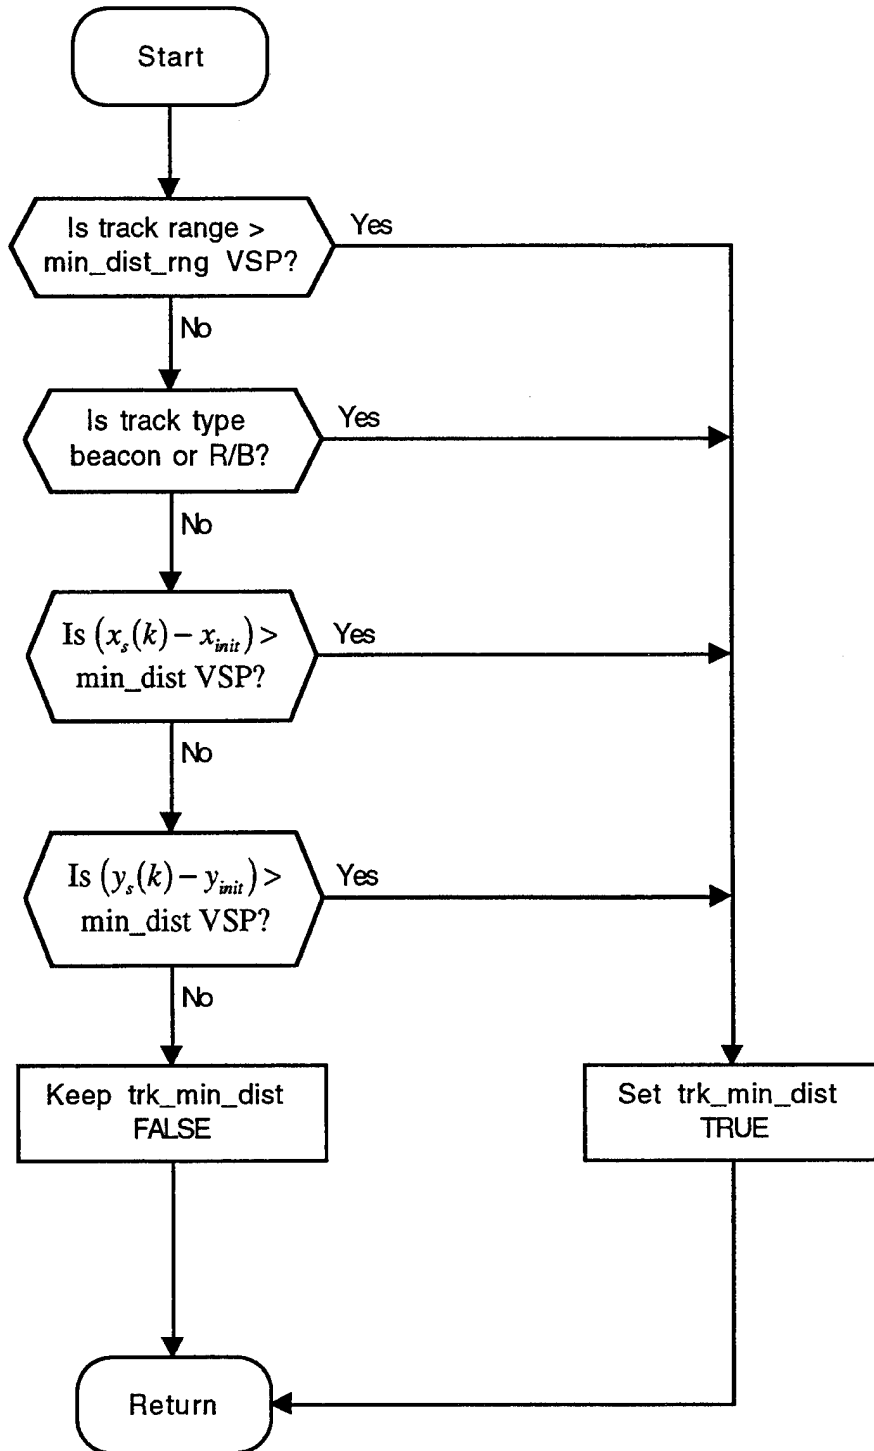 Start
Is track range >
min_dist_rng VSP?
Yes
No
Is track type
beacon or R/B?
Yes
No
Is (x_s(k) − x_init) >
min_dist VSP?
Yes
No
Is (y_s(k) − y_init) >
min_dist VSP?
Yes
No
Keep trk_min_dist
FALSE
Set trk_min_dist
TRUE
Return